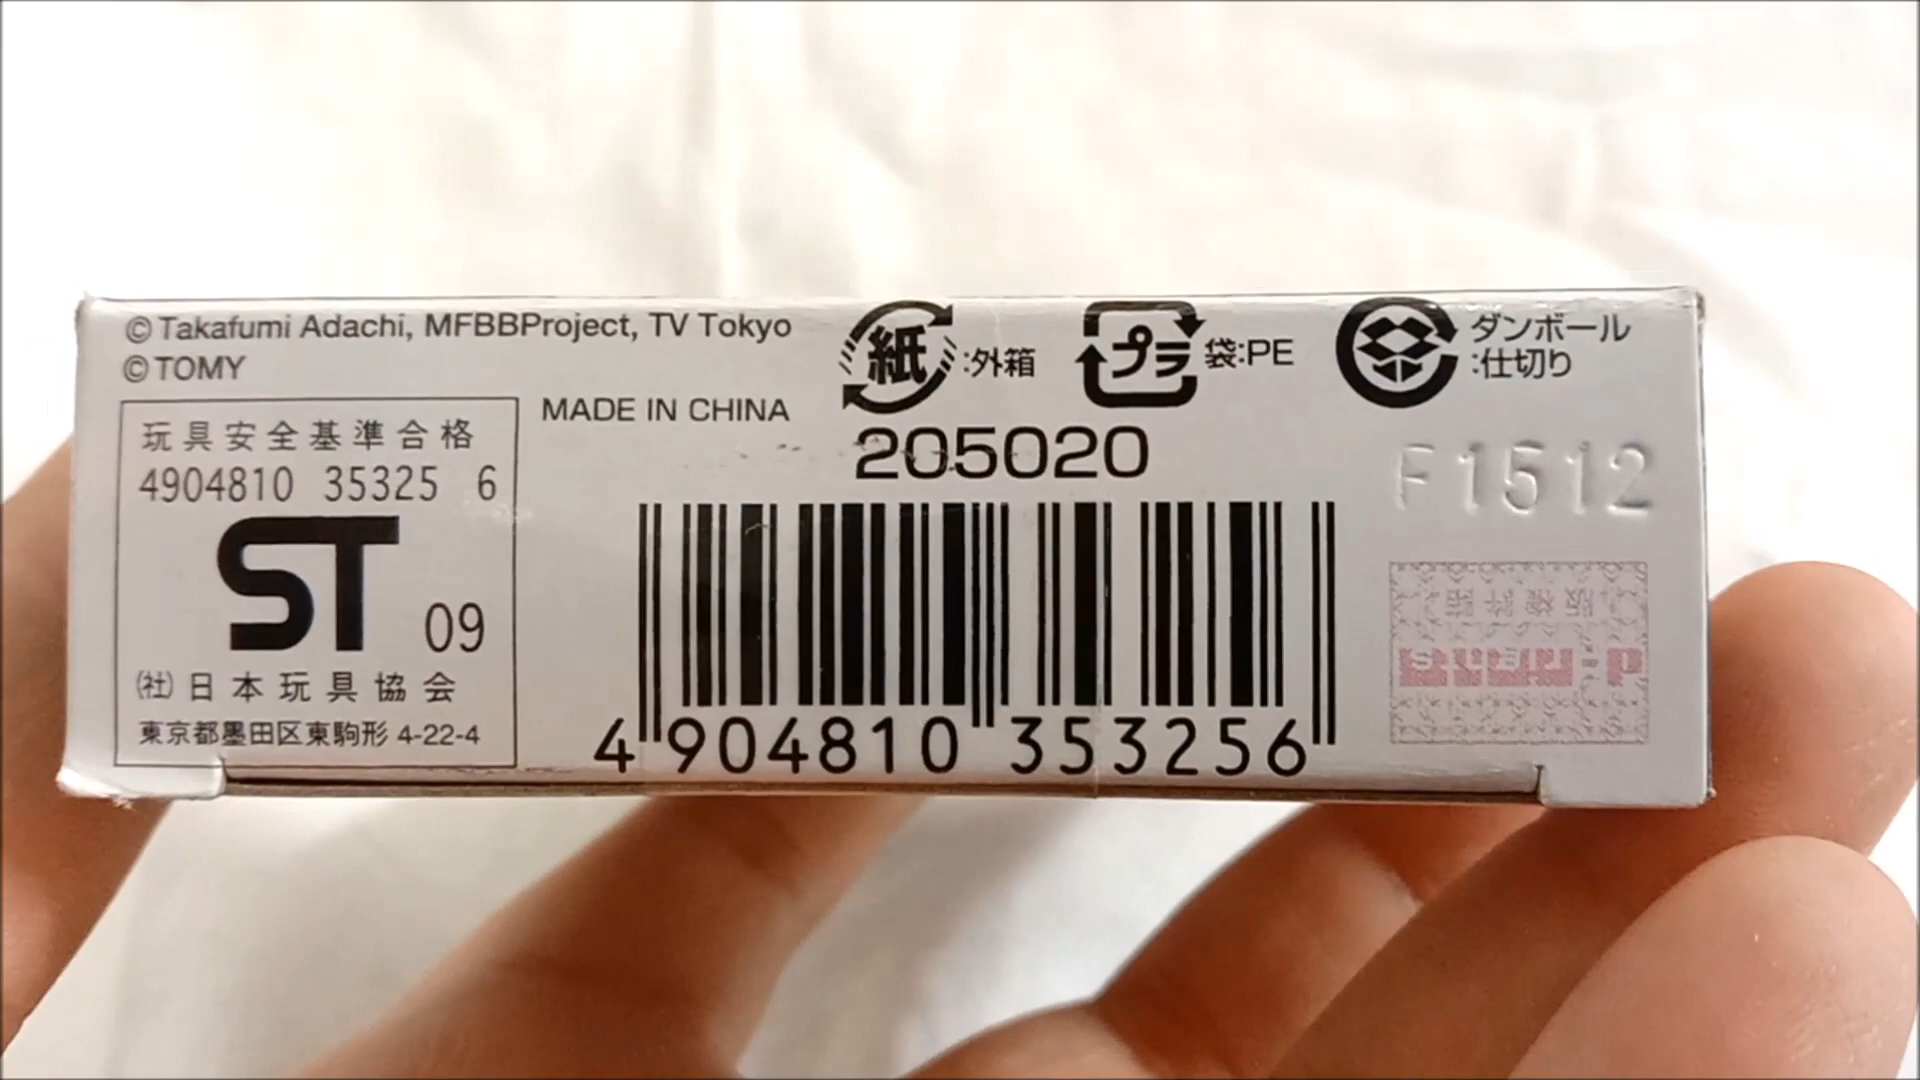 ©Takafumi Adachi, MFBBProject, TV Tokyo
©TOMY
MADE IN CHINA
紙 :外箱
プラ 袋:PE
ダンボール
:仕切り
205020
F1512
玩具安全基準合格
4904810 35325 6
ST 09
(社)日本玩具協会
東京都墨田区東駒形 4-22-4
4 904810 353256